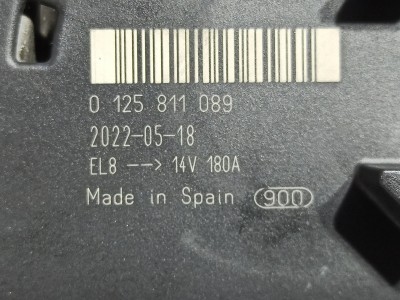 0 125 811 089
2022-05-18
EL8 --> 14V 180A
Made in Spain 900